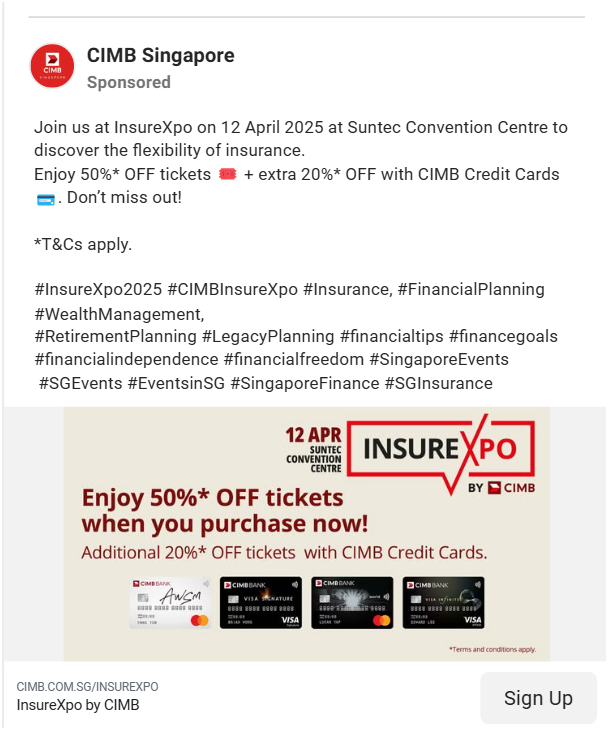 CIMB
SINGAPORE
CIMB Singapore
Sponsored
Join us at InsureXpo on 12 April 2025 at Suntec Convention Centre to
discover the flexibility of insurance.
Enjoy 50%* OFF tickets 🎟️ + extra 20%* OFF with CIMB Credit Cards
💳. Don’t miss out!
*T&Cs apply.
#InsureXpo2025 #CIMBInsureXpo #Insurance, #FinancialPlanning
#WealthManagement,
#RetirementPlanning #LegacyPlanning #financialtips #financegoals
#financialindependence #financialfreedom #SingaporeEvents
#SGEvents #EventsinSG #SingaporeFinance #SGInsurance
12 APR
SUNTEC
CONVENTION
CENTRE
INSUREXPO
BY CIMB
Enjoy 50%* OFF tickets
when you purchase now!
Additional 20%* OFF tickets with CIMB Credit Cards.
CIMB BANK
AWSM
CIMB BANK
VISA SIGNATURE
VISA
CIMB BANK
world
CIMB BANK
VISA INFINITE
VISA
*Terms and conditions apply.
CIMB.COM.SG/INSUREXPO
InsureXpo by CIMB
Sign Up